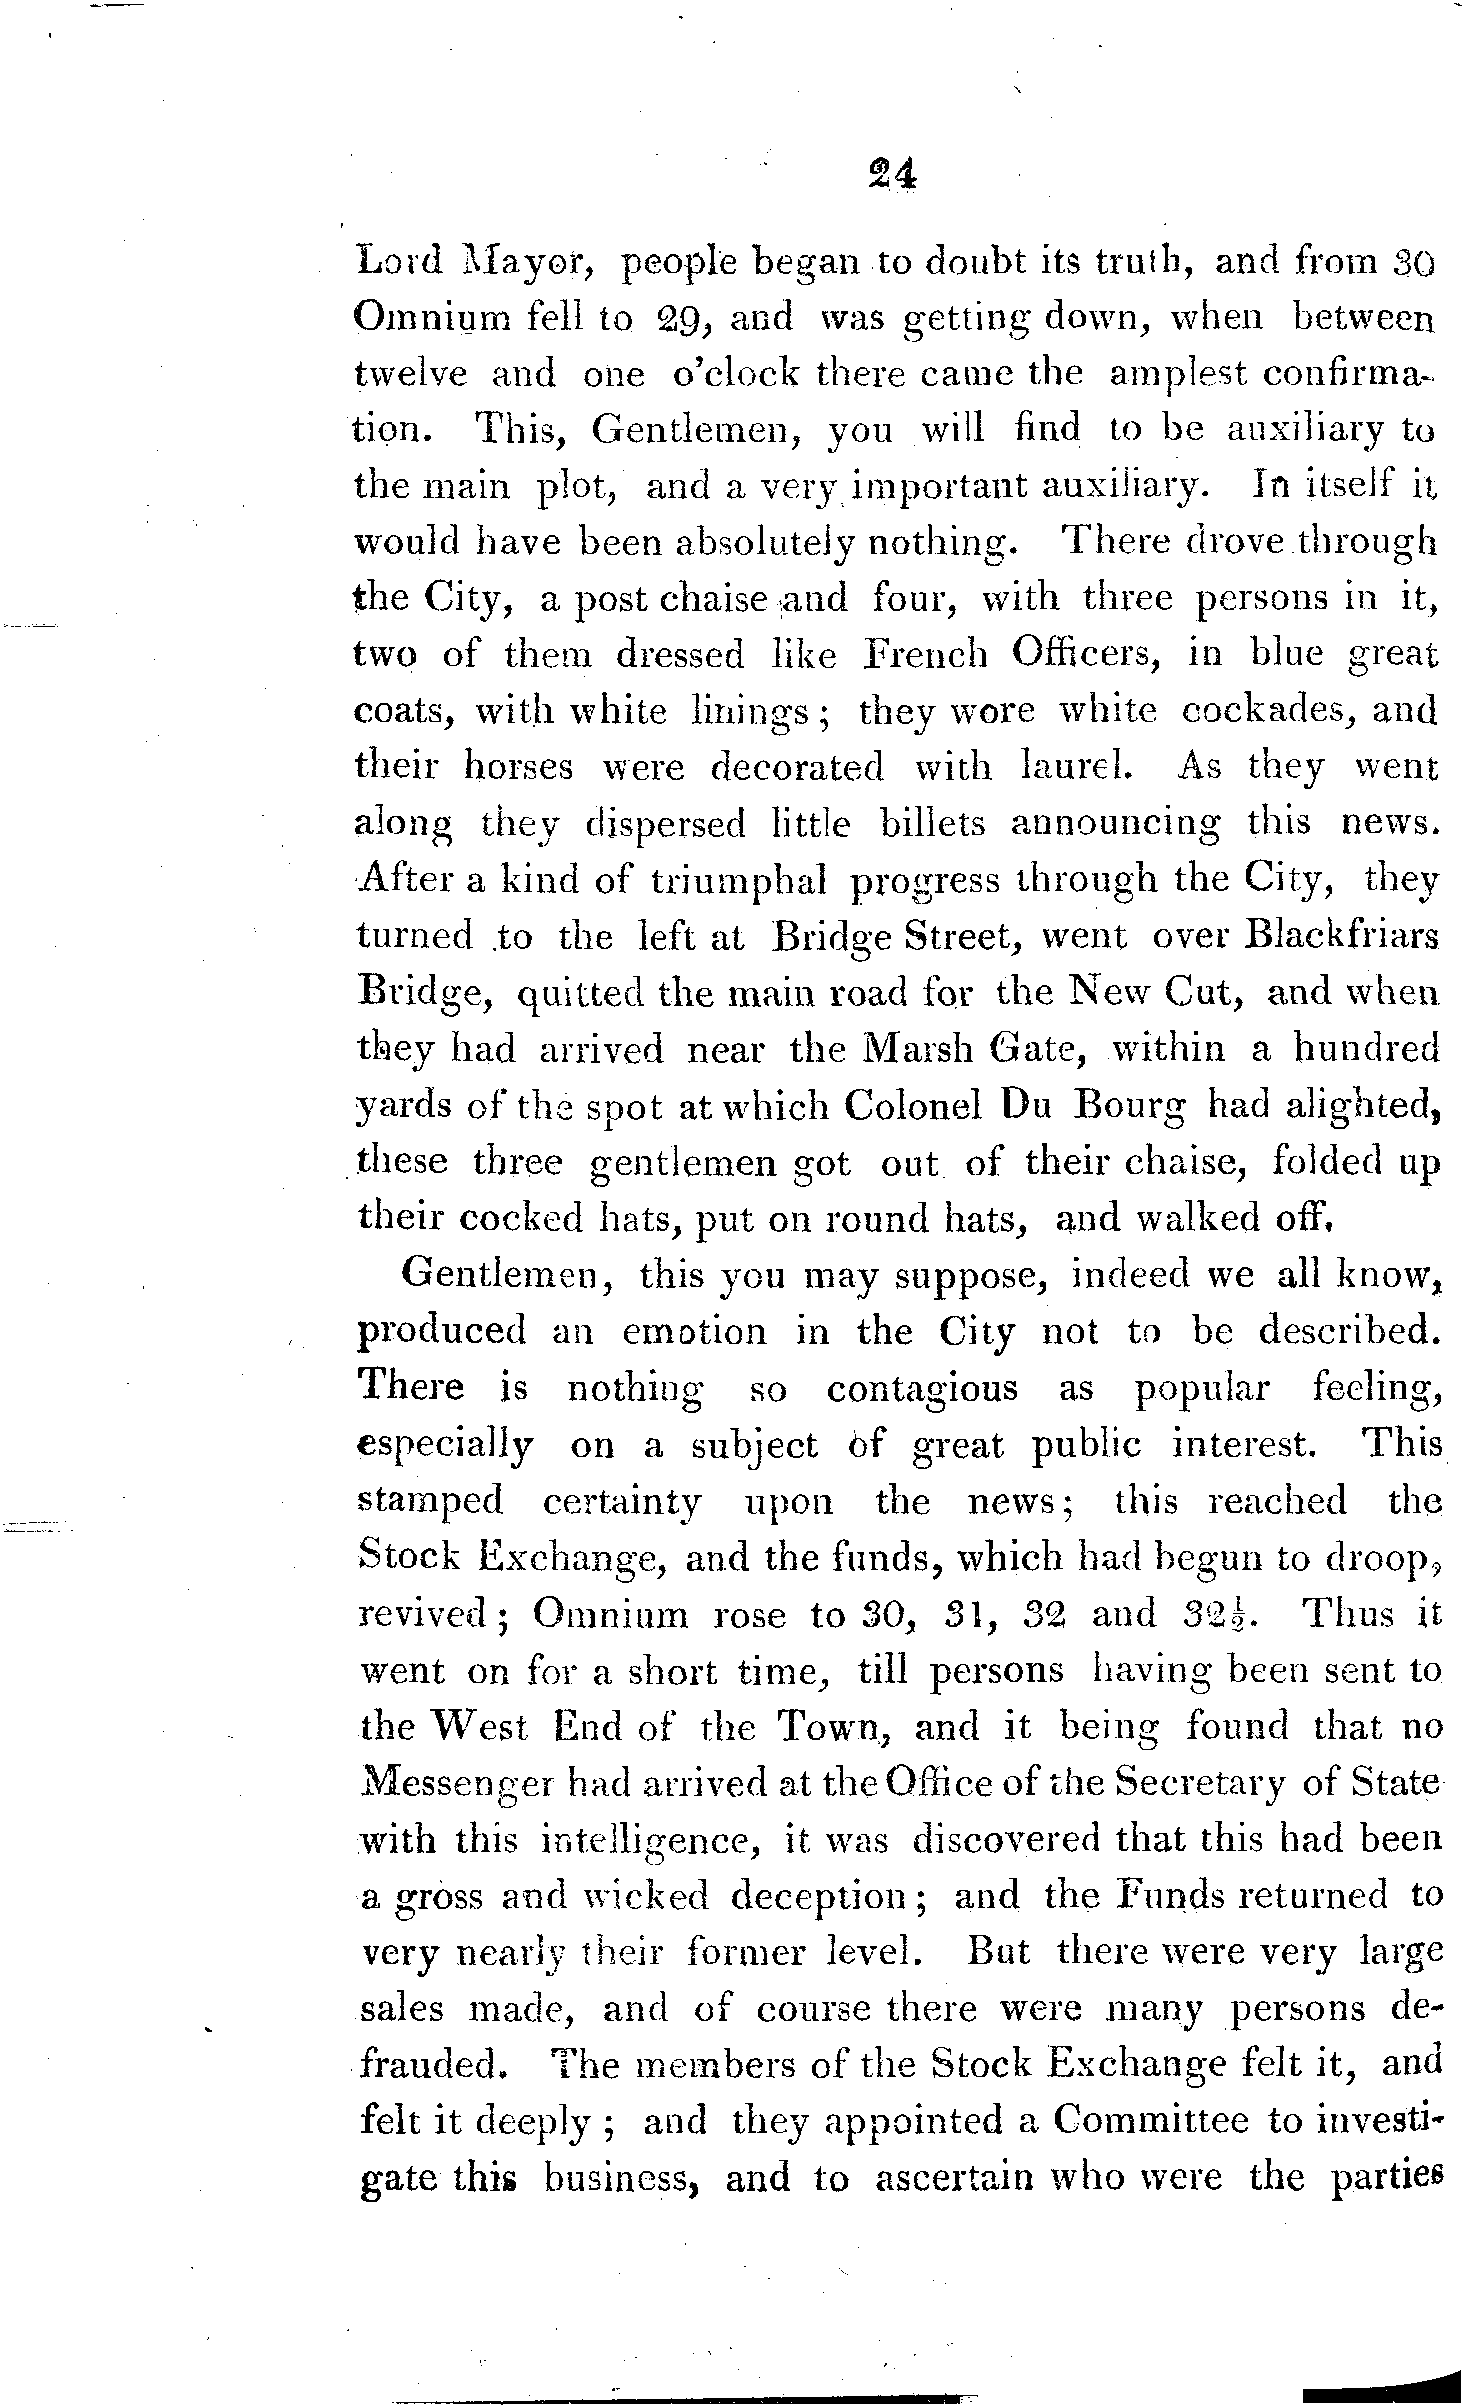 24
Lord Mayor, people began to doubt its truth, and from 30
Omnium fell to 29, and was getting down, when between
twelve and one o'clock there came the amplest confirma-
tion. This, Gentlemen, you will find to be auxiliary to
the main plot, and a very important auxiliary. In itself it
would have been absolutely nothing. There drove through
the City, a post chaise and four, with three persons in it,
two of them dressed like French Officers, in blue great
coats, with white linings; they wore white cockades, and
their horses were decorated with laurel. As they went
along they dispersed little billets announcing this news.
After a kind of triumphal progress through the City, they
turned to the left at Bridge Street, went over Blackfriars
Bridge, quitted the main road for the New Cut, and when
they had arrived near the Marsh Gate, within a hundred
yards of the spot at which Colonel Du Bourg had alighted,
these three gentlemen got out of their chaise, folded up
their cocked hats, put on round hats, and walked off.
Gentlemen, this you may suppose, indeed we all know,
produced an emotion in the City not to be described.
There is nothing so contagious as popular feeling,
especially on a subject of great public interest. This
stamped certainty upon the news; this reached the
Stock Exchange, and the funds, which had begun to droop,
revived; Omnium rose to 30, 31, 32 and 32½. Thus it
went on for a short time, till persons having been sent to
the West End of the Town, and it being found that no
Messenger had arrived at the Office of the Secretary of State
with this intelligence, it was discovered that this had been
a gross and wicked deception; and the Funds returned to
very nearly their former level. But there were very large
sales made, and of course there were many persons de-
frauded. The members of the Stock Exchange felt it, and
felt it deeply; and they appointed a Committee to investi-
gate this business, and to ascertain who were the parties